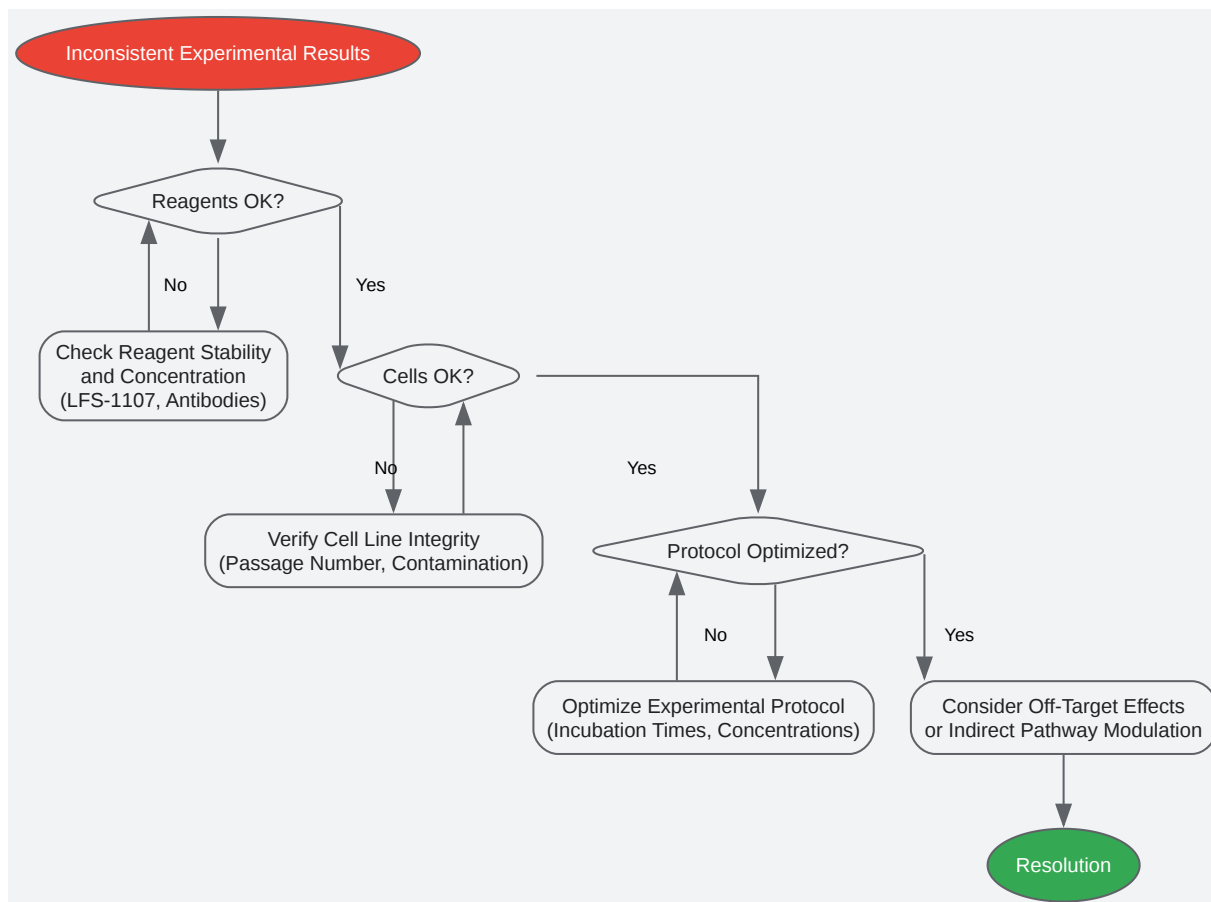 Inconsistent Experimental Results
Reagents OK?
No
Yes
Check Reagent Stability
and Concentration
(LFS-1107, Antibodies)
Cells OK?
No
Yes
Verify Cell Line Integrity
(Passage Number, Contamination)
Protocol Optimized?
No
Yes
Optimize Experimental Protocol
(Incubation Times, Concentrations)
Consider Off-Target Effects
or Indirect Pathway Modulation
Resolution